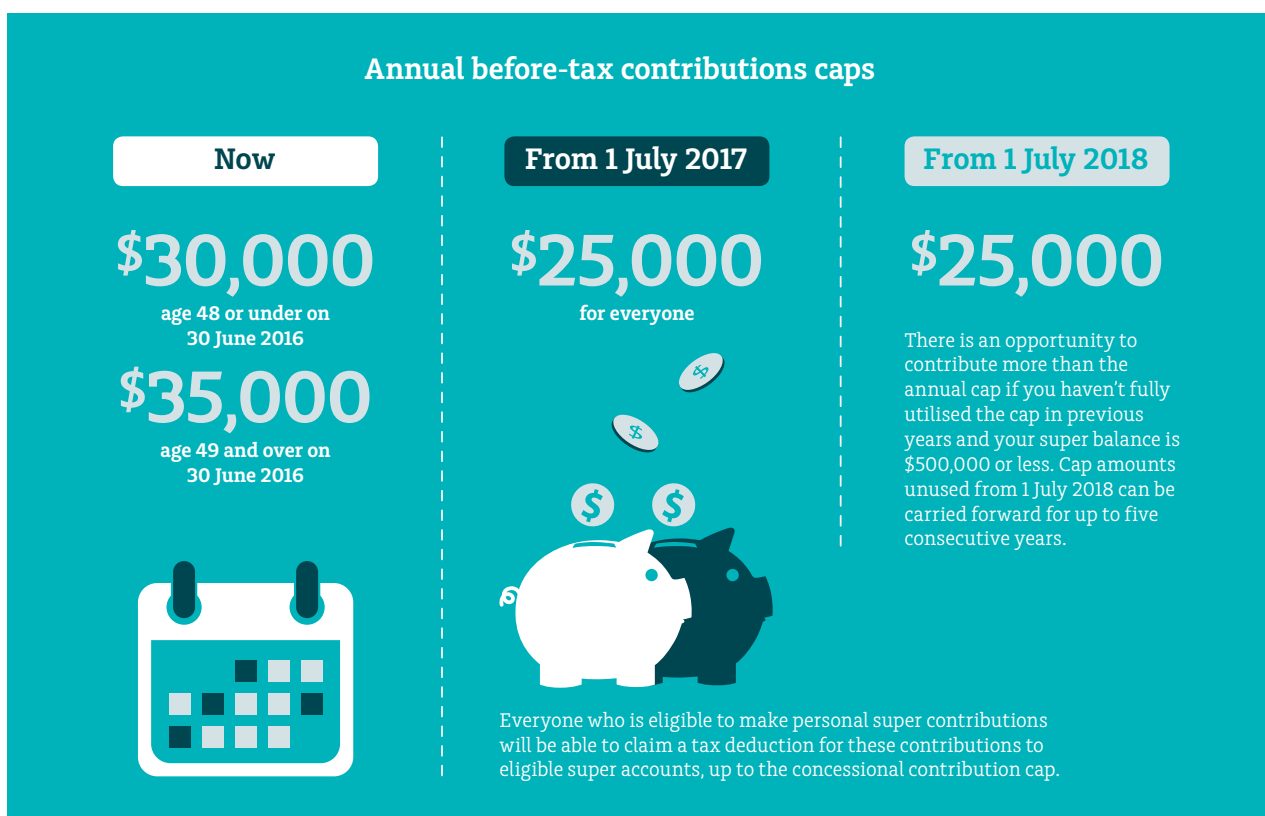 Annual before-tax contributions caps
Now
$30,000
age 48 or under on
30 June 2016
$35,000
age 49 and over on
30 June 2016
From 1 July 2017
$25,000
for everyone
$
$
$ $
Everyone who is eligible to make personal super contributions
will be able to claim a tax deduction for these contributions to
eligible super accounts, up to the concessional contribution cap.
From 1 July 2018
$25,000
There is an opportunity to
contribute more than the
annual cap if you haven’t fully
utilised the cap in previous
years and your super balance is
$500,000 or less. Cap amounts
unused from 1 July 2018 can be
carried forward for up to five
consecutive years.